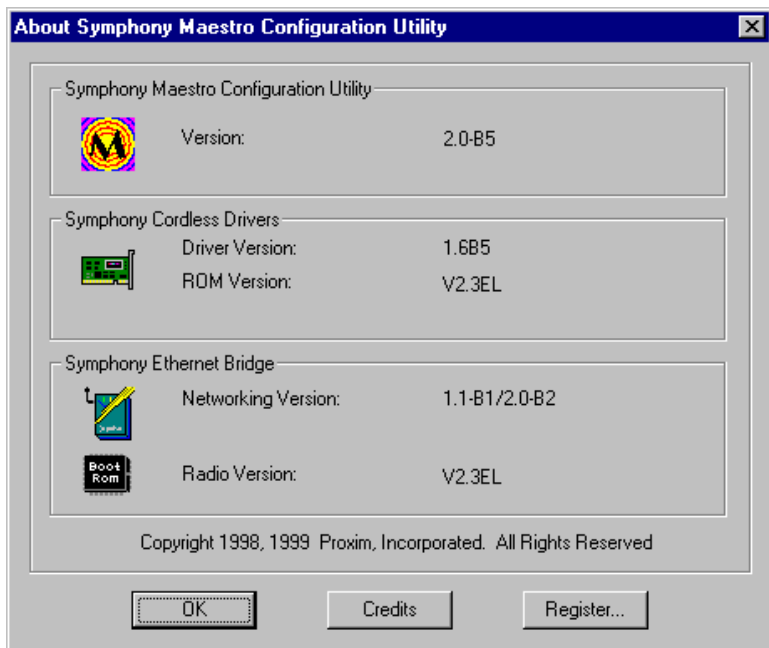 About Symphony Maestro Configuration Utility
Symphony Maestro Configuration Utility
M
Version: 2.0-B5
Symphony Cordless Drivers
Driver Version: 1.6B5
ROM Version: V2.3EL
Symphony Ethernet Bridge
Networking Version: 1.1-B1/2.0-B2
Boot
Rom
Radio Version: V2.3EL
Copyright 1998, 1999 Proxim, Incorporated. All Rights Reserved
OK Credits Register...